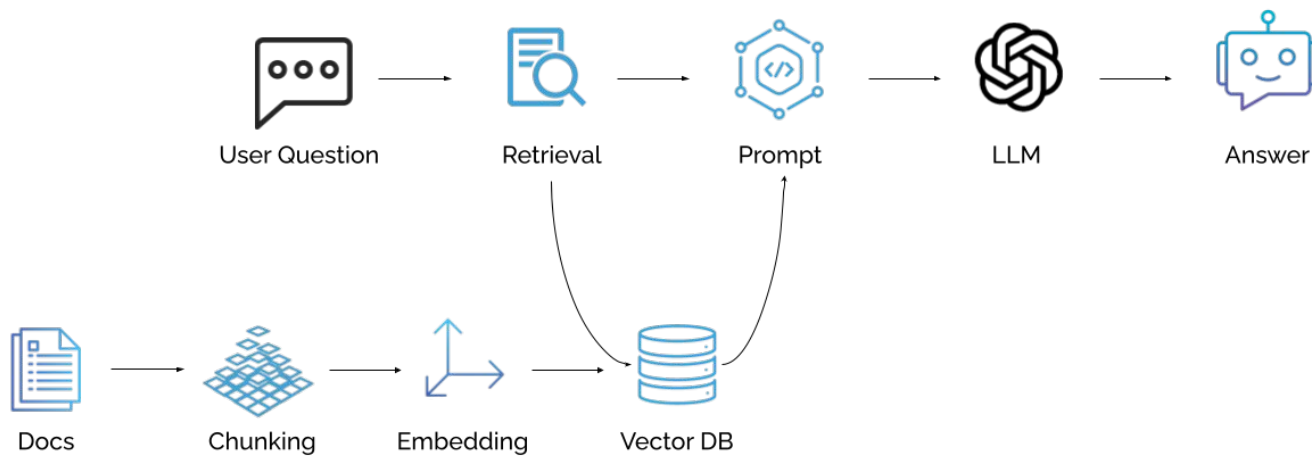 User Question
Retrieval
Prompt
LLM
Answer
Docs
Chunking
Embedding
Vector DB